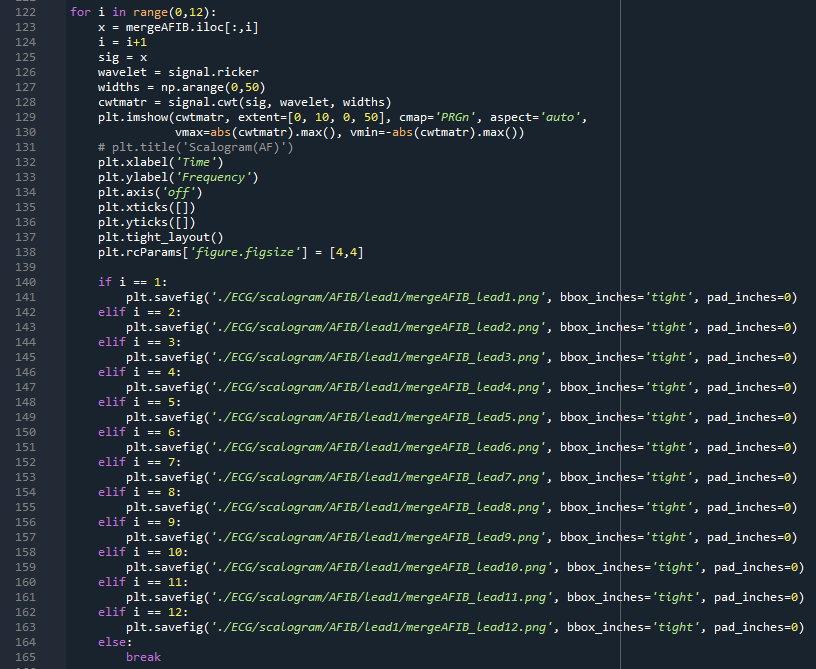 122 for i in range(0,12):
123     x = mergeAFIB.iloc[:,i]
124     i = i+1
125     sig = x
126     wavelet = signal.ricker
127     widths = np.arange(0,50)
128     cwtmatr = signal.cwt(sig, wavelet, widths)
129     plt.imshow(cwtmatr, extent=[0, 10, 0, 50], cmap='PRGn', aspect='auto',
130                vmax=abs(cwtmatr).max(), vmin=-abs(cwtmatr).max())
131     # plt.title('Scalogram(AF)')
132     plt.xlabel('Time')
133     plt.ylabel('Frequency')
134     plt.axis('off')
135     plt.xticks([])
136     plt.yticks([])
137     plt.tight_layout()
138     plt.rcParams['figure.figsize'] = [4,4]
139
140     if i == 1:
141         plt.savefig('./ECG/scalogram/AFIB/lead1/mergeAFIB_lead1.png', bbox_inches='tight', pad_inches=0)
142     elif i == 2:
143         plt.savefig('./ECG/scalogram/AFIB/lead1/mergeAFIB_lead2.png', bbox_inches='tight', pad_inches=0)
144     elif i == 3:
145         plt.savefig('./ECG/scalogram/AFIB/lead1/mergeAFIB_lead3.png', bbox_inches='tight', pad_inches=0)
146     elif i == 4:
147         plt.savefig('./ECG/scalogram/AFIB/lead1/mergeAFIB_lead4.png', bbox_inches='tight', pad_inches=0)
148     elif i == 5:
149         plt.savefig('./ECG/scalogram/AFIB/lead1/mergeAFIB_lead5.png', bbox_inches='tight', pad_inches=0)
150     elif i == 6:
151         plt.savefig('./ECG/scalogram/AFIB/lead1/mergeAFIB_lead6.png', bbox_inches='tight', pad_inches=0)
152     elif i == 7:
153         plt.savefig('./ECG/scalogram/AFIB/lead1/mergeAFIB_lead7.png', bbox_inches='tight', pad_inches=0)
154     elif i == 8:
155         plt.savefig('./ECG/scalogram/AFIB/lead1/mergeAFIB_lead8.png', bbox_inches='tight', pad_inches=0)
156     elif i == 9:
157         plt.savefig('./ECG/scalogram/AFIB/lead1/mergeAFIB_lead9.png', bbox_inches='tight', pad_inches=0)
158     elif i == 10:
159         plt.savefig('./ECG/scalogram/AFIB/lead1/mergeAFIB_lead10.png', bbox_inches='tight', pad_inches=0)
160     elif i == 11:
161         plt.savefig('./ECG/scalogram/AFIB/lead1/mergeAFIB_lead11.png', bbox_inches='tight', pad_inches=0)
162     elif i == 12:
163         plt.savefig('./ECG/scalogram/AFIB/lead1/mergeAFIB_lead12.png', bbox_inches='tight', pad_inches=0)
164     else:
165         break